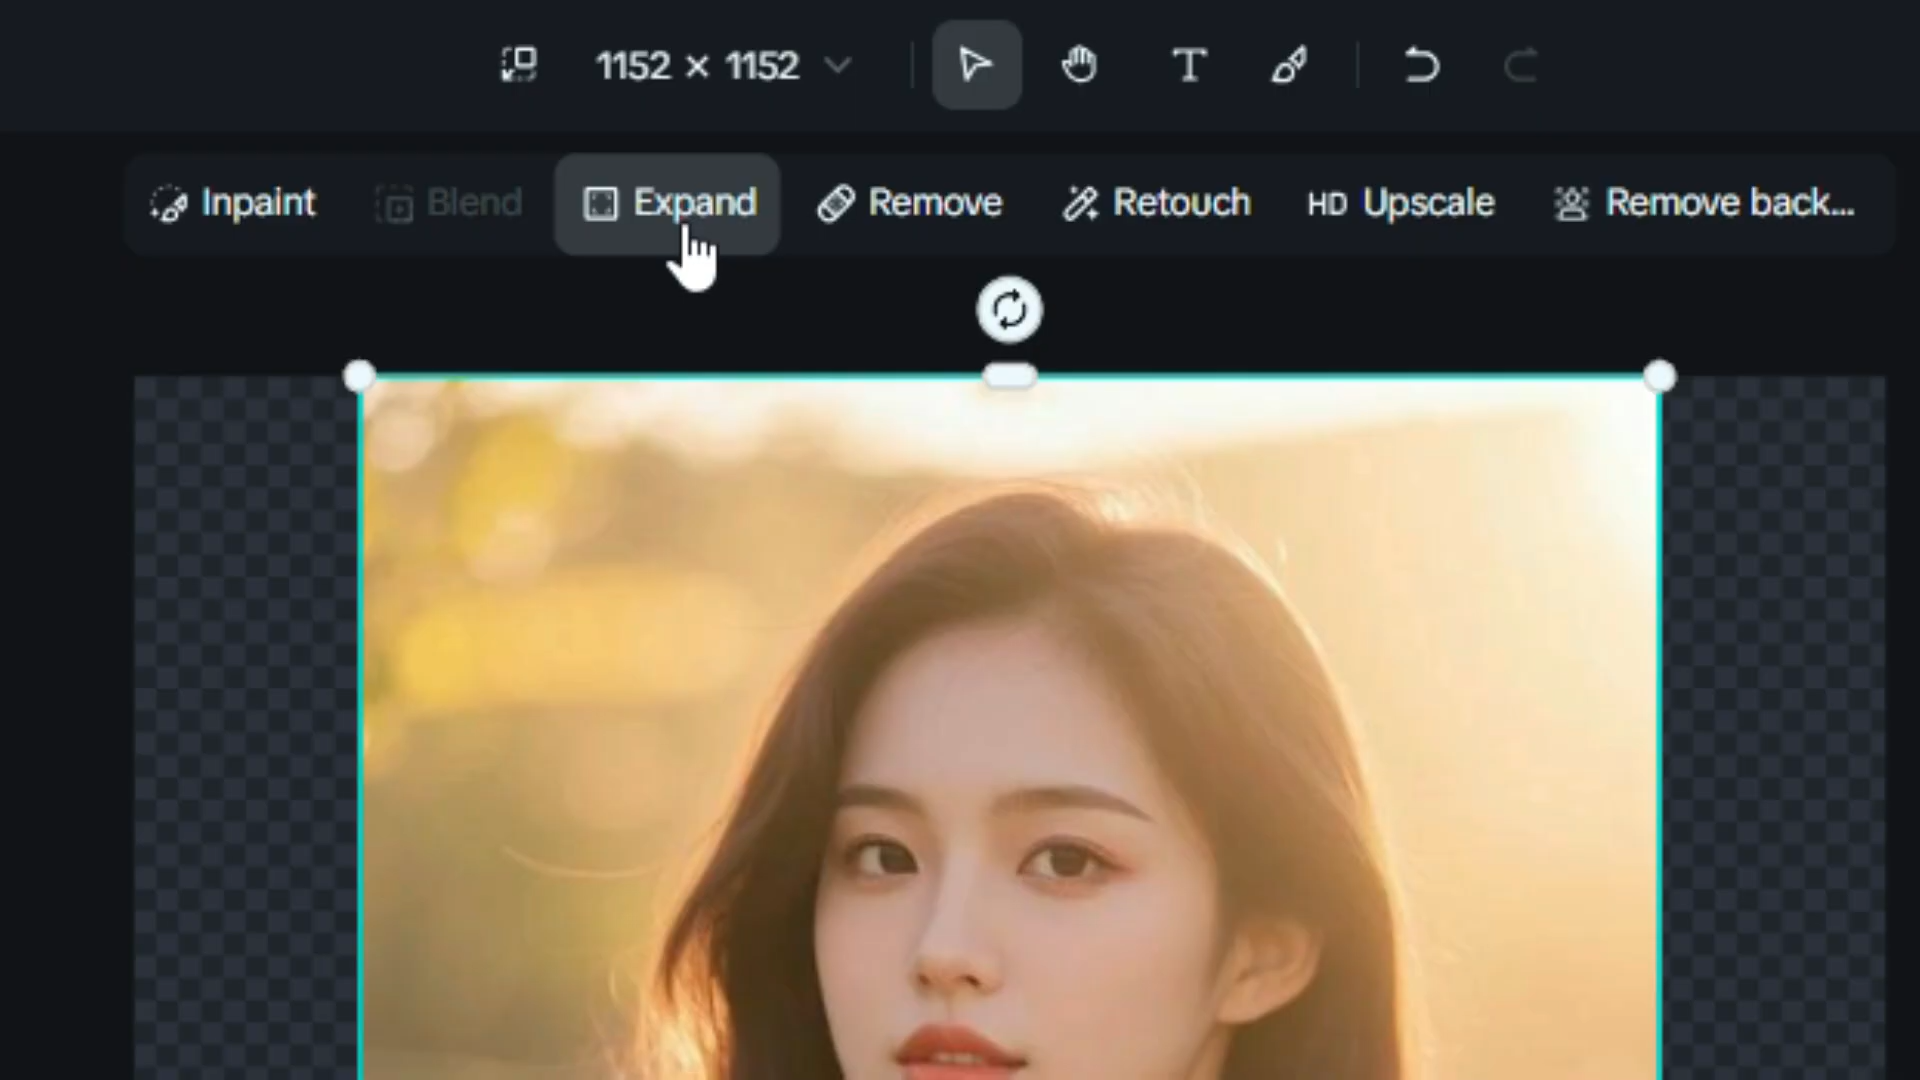 1152 × 1152
Inpaint Blend Expand Remove Retouch HD Upscale Remove back...